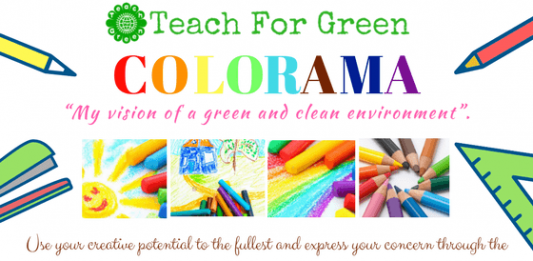 Teach For Green
COLORAMA
“My vision of a green and clean environment”.
Use your creative potential to the fullest and express your concern through the